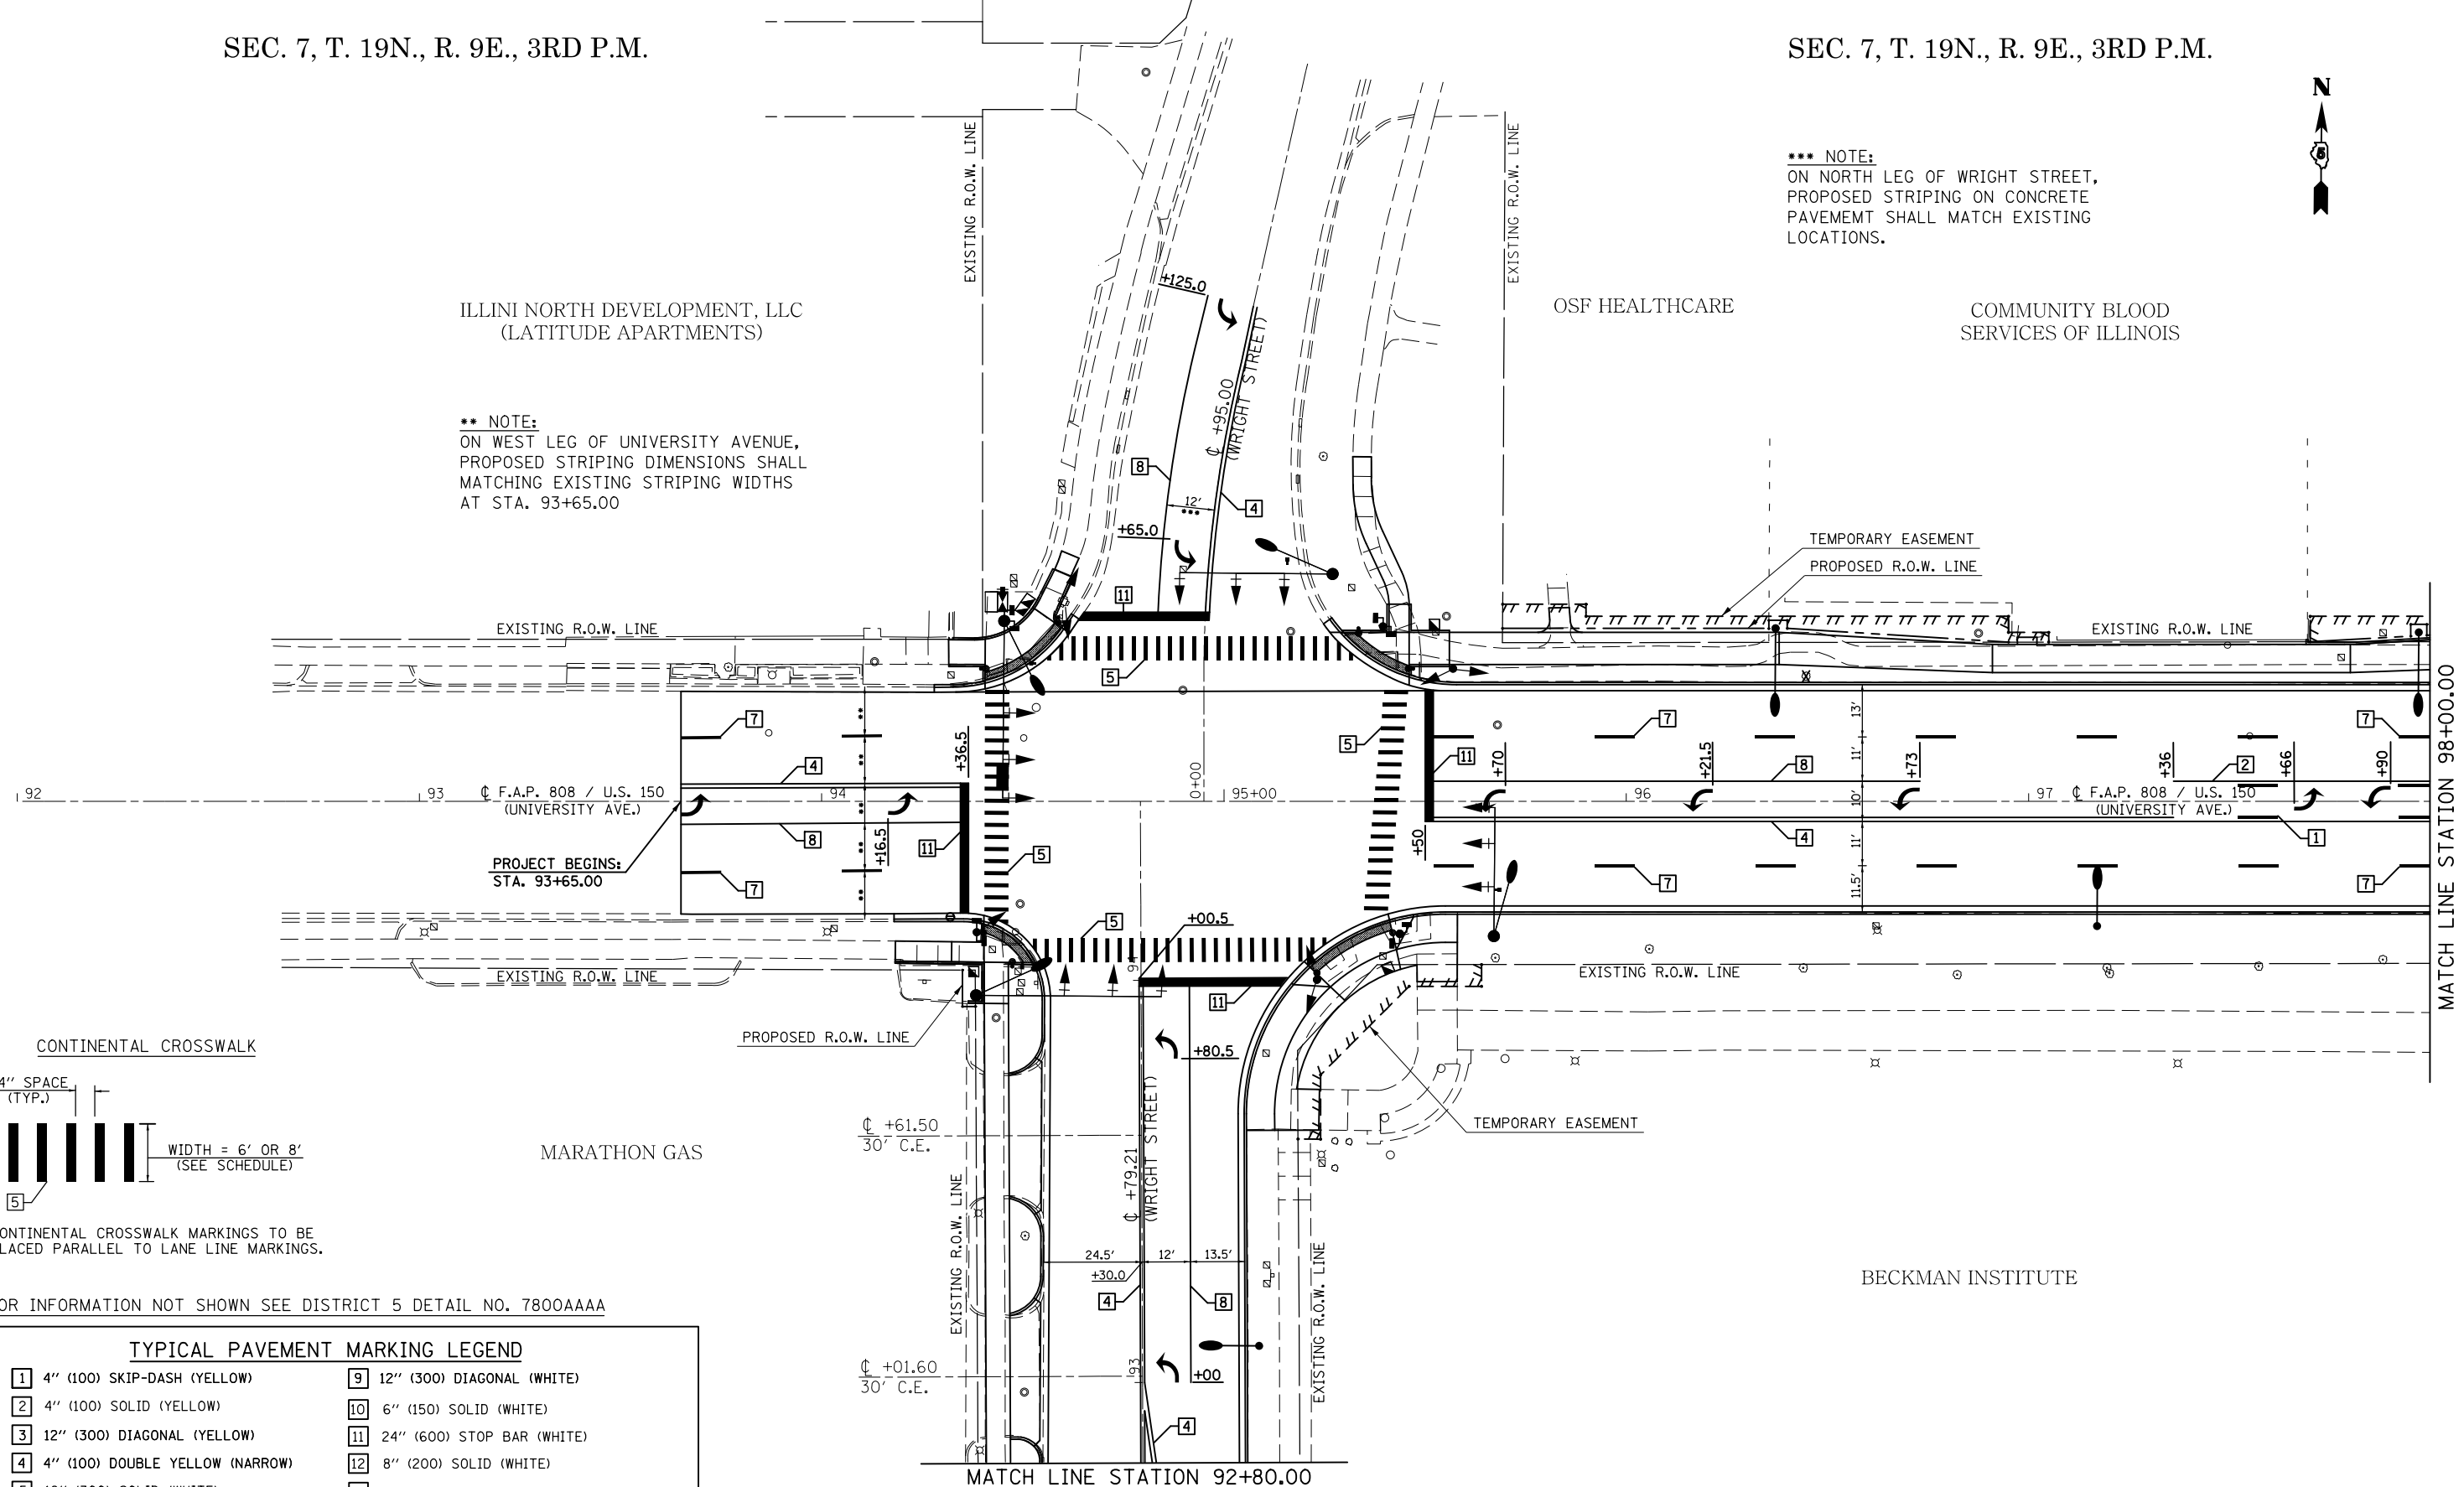 SEC. 7, T. 19N., R. 9E., 3RD P.M.
SEC. 7, T. 19N., R. 9E., 3RD P.M.
N
5
*** NOTE:
ON NORTH LEG OF WRIGHT STREET,
PROPOSED STRIPING ON CONCRETE
PAVEMEMT SHALL MATCH EXISTING
LOCATIONS.
EXISTING R.O.W. LINE
EXISTING R.O.W. LINE
ILLINI NORTH DEVELOPMENT, LLC
(LATITUDE APARTMENTS)
OSF HEALTHCARE
COMMUNITY BLOOD
SERVICES OF ILLINOIS
+125.0
℄ +95.00
(WRIGHT STREET)
** NOTE:
ON WEST LEG OF UNIVERSITY AVENUE,
PROPOSED STRIPING DIMENSIONS SHALL
MATCHING EXISTING STRIPING WIDTHS
AT STA. 93+65.00
8
12'
***
4
+65.0
11
TEMPORARY EASEMENT
PROPOSED R.O.W. LINE
EXISTING R.O.W. LINE
EXISTING R.O.W. LINE
5
7
**
**
**
**
**
+36.5
5
11
7
13'
11'
10'
11'
11.5'
7
4
+70
+21.5
8
+73
+36
2
+66
+90
92
93
℄ F.A.P. 808 / U.S. 150
(UNIVERSITY AVE.)
94
0+00
95+00
96
97
℄ F.A.P. 808 / U.S. 150
(UNIVERSITY AVE.)
8
+16.5
11
5
+50
4
1
PROJECT BEGINS:
STA. 93+65.00
7
7
7
MATCH LINE STATION 98+00.00
5
+00.5
94
EXISTING R.O.W. LINE
EXISTING R.O.W. LINE
11
PROPOSED R.O.W. LINE
+80.5
CONTINENTAL CROSSWALK
4" SPACE
(TYP.)
WIDTH = 6' OR 8'
(SEE SCHEDULE)
5
ONTINENTAL CROSSWALK MARKINGS TO BE
LACED PARALLEL TO LANE LINE MARKINGS.
MARATHON GAS
℄ +61.50
30' C.E.
℄ +79.21
(WRIGHT STREET)
TEMPORARY EASEMENT
EXISTING R.O.W. LINE
EXISTING R.O.W. LINE
24.5'
12'
13.5'
+30.0
4
8
BECKMAN INSTITUTE
℄ +01.60
30' C.E.
93
+00
4
OR INFORMATION NOT SHOWN SEE DISTRICT 5 DETAIL NO. 7800AAAA
TYPICAL PAVEMENT MARKING LEGEND
1 4" (100) SKIP-DASH (YELLOW)
2 4" (100) SOLID (YELLOW)
3 12" (300) DIAGONAL (YELLOW)
4 4" (100) DOUBLE YELLOW (NARROW)
9 12" (300) DIAGONAL (WHITE)
10 6" (150) SOLID (WHITE)
11 24" (600) STOP BAR (WHITE)
12 8" (200) SOLID (WHITE)
MATCH LINE STATION 92+80.00